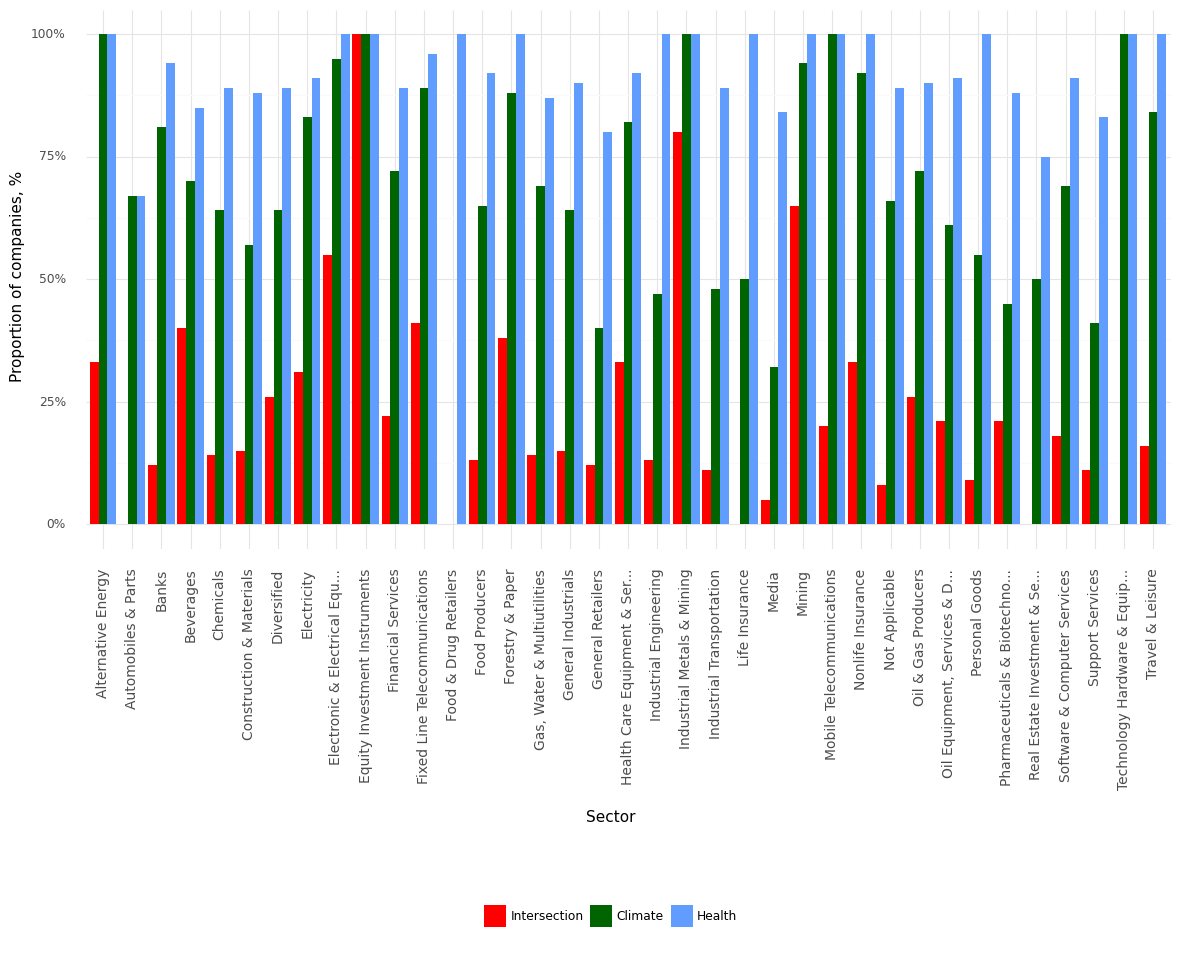 100%
75%
50%
25%
0%
Proportion of companies, %
Alternative Energy
Automobiles & Parts
Banks
Beverages
Chemicals
Construction & Materials
Diversified
Electricity
Electronic & Electrical Equ...
Equity Investment Instruments
Financial Services
Fixed Line Telecommunications
Food & Drug Retailers
Food Producers
Forestry & Paper
Gas, Water & Multiutilities
General Industrials
General Retailers
Health Care Equipment & Ser...
Industrial Engineering
Industrial Metals & Mining
Industrial Transportation
Life Insurance
Media
Mining
Mobile Telecommunications
Nonlife Insurance
Not Applicable
Oil & Gas Producers
Oil Equipment, Services & D...
Personal Goods
Pharmaceuticals & Biotechno...
Real Estate Investment & Se...
Software & Computer Services
Support Services
Technology Hardware & Equip...
Travel & Leisure
Sector
Intersection
Climate
Health